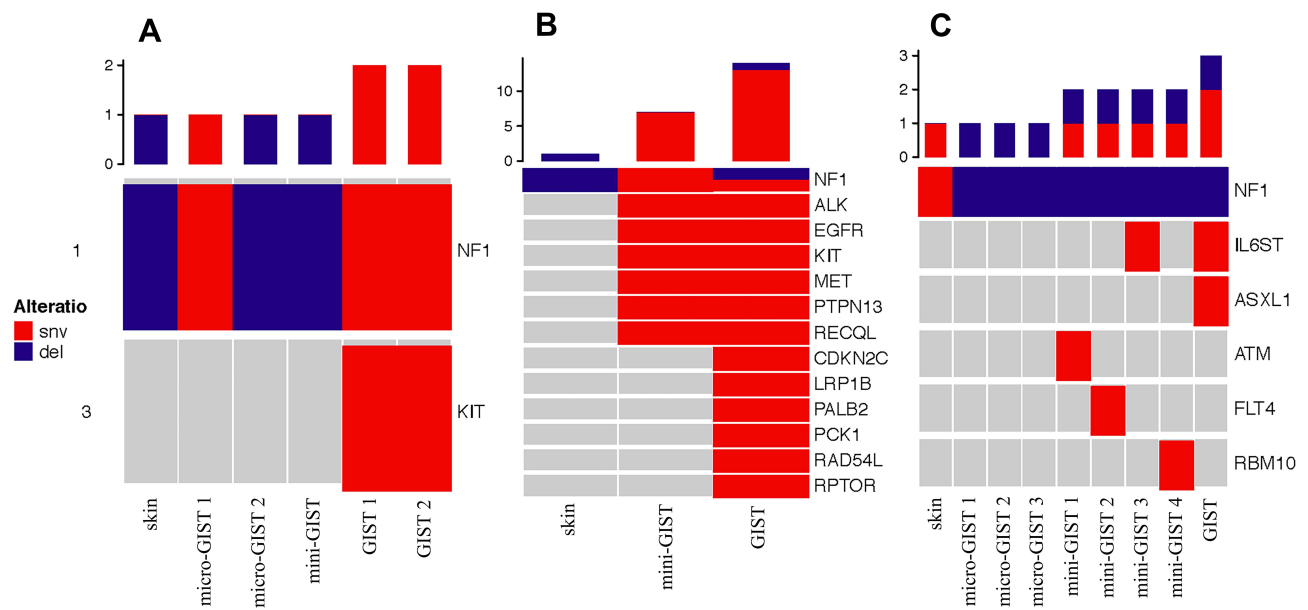 A
2
1
0
1
NF1
Alteratio
snv
del
3
KIT
skin
micro-GIST 1
micro-GIST 2
mini-GIST
GIST 1
GIST 2
B
10
5
0
NF1
ALK
EGFR
KIT
MET
PTPN13
RECQL
CDKN2C
LRP1B
PALB2
PCK1
RAD54L
RPTOR
skin
mini-GIST
GIST
C
3
2
1
0
NF1
IL6ST
ASXL1
ATM
FLT4
RBM10
skin
micro-GIST 1
micro-GIST 2
micro-GIST 3
mini-GIST 1
mini-GIST 2
mini-GIST 3
mini-GIST 4
GIST